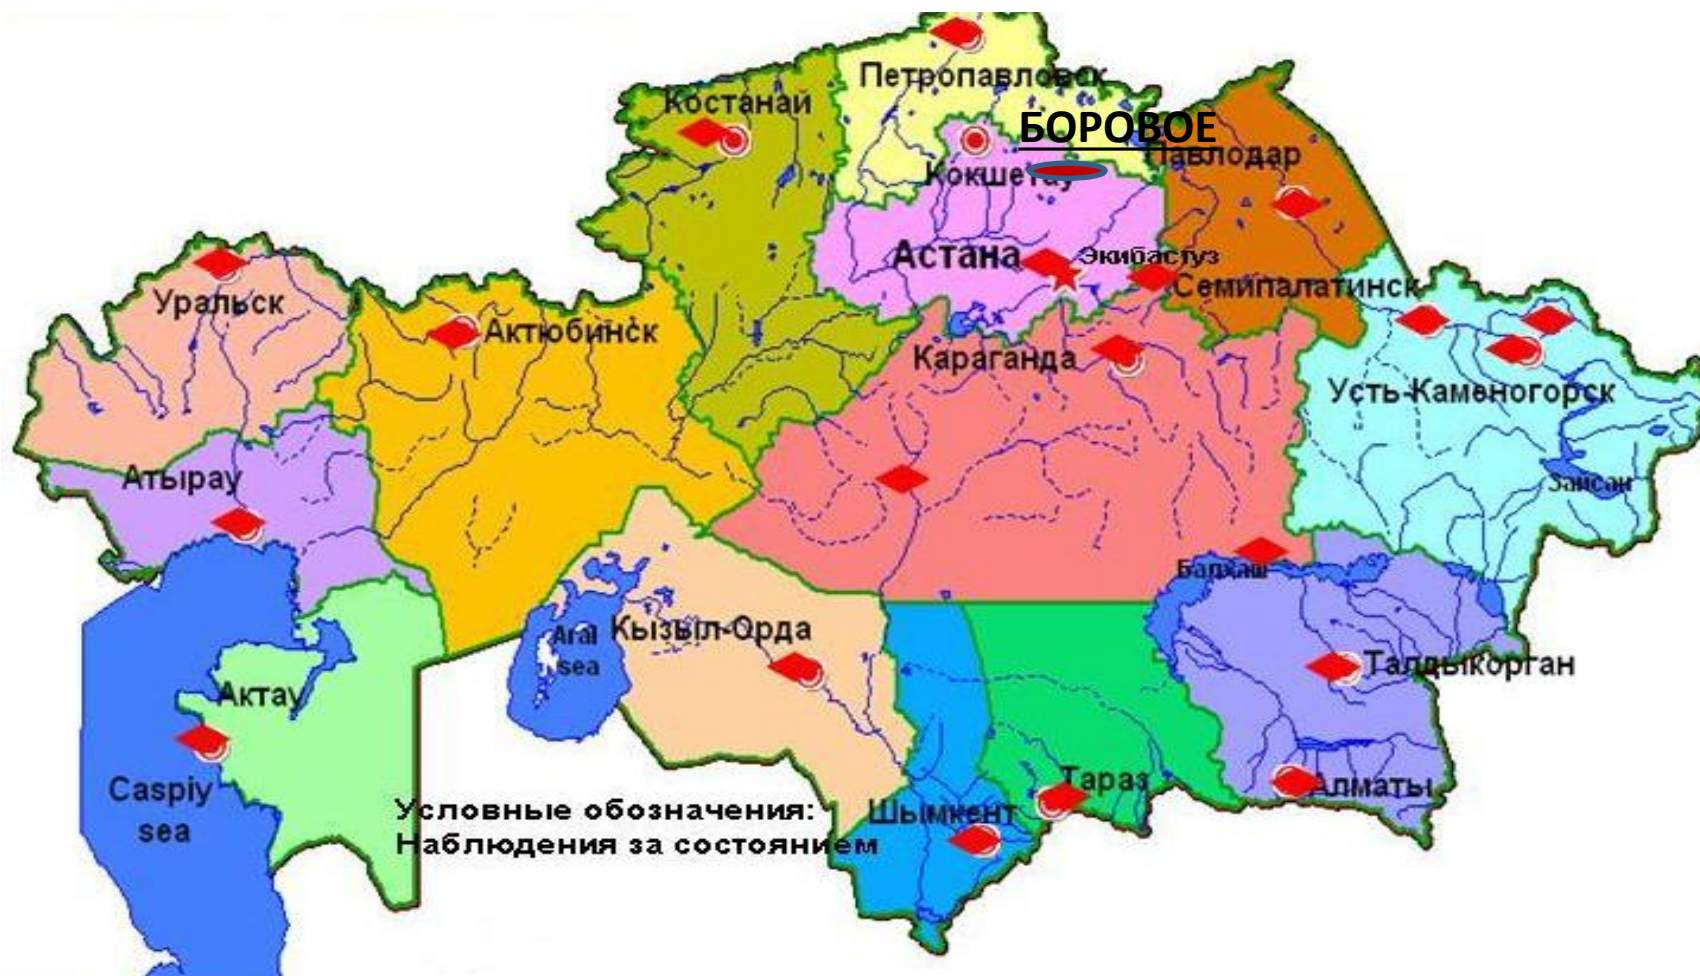 Петропавловск
Костанай
БОРОВОЕ
Павлодар
Кокшетау
Астана
Экибастуз
Семипалатинск
Уральск
Актюбинск
Караганда
Усть-Каменогорск
Атырау
Зайсан
Балхаш
Aral
sea
Кызыл-Орда
Талдыкорган
Актау
Caspiy
sea
Тараз
Алматы
Шымкент
Условные обозначения:
Наблюдения за состоянием